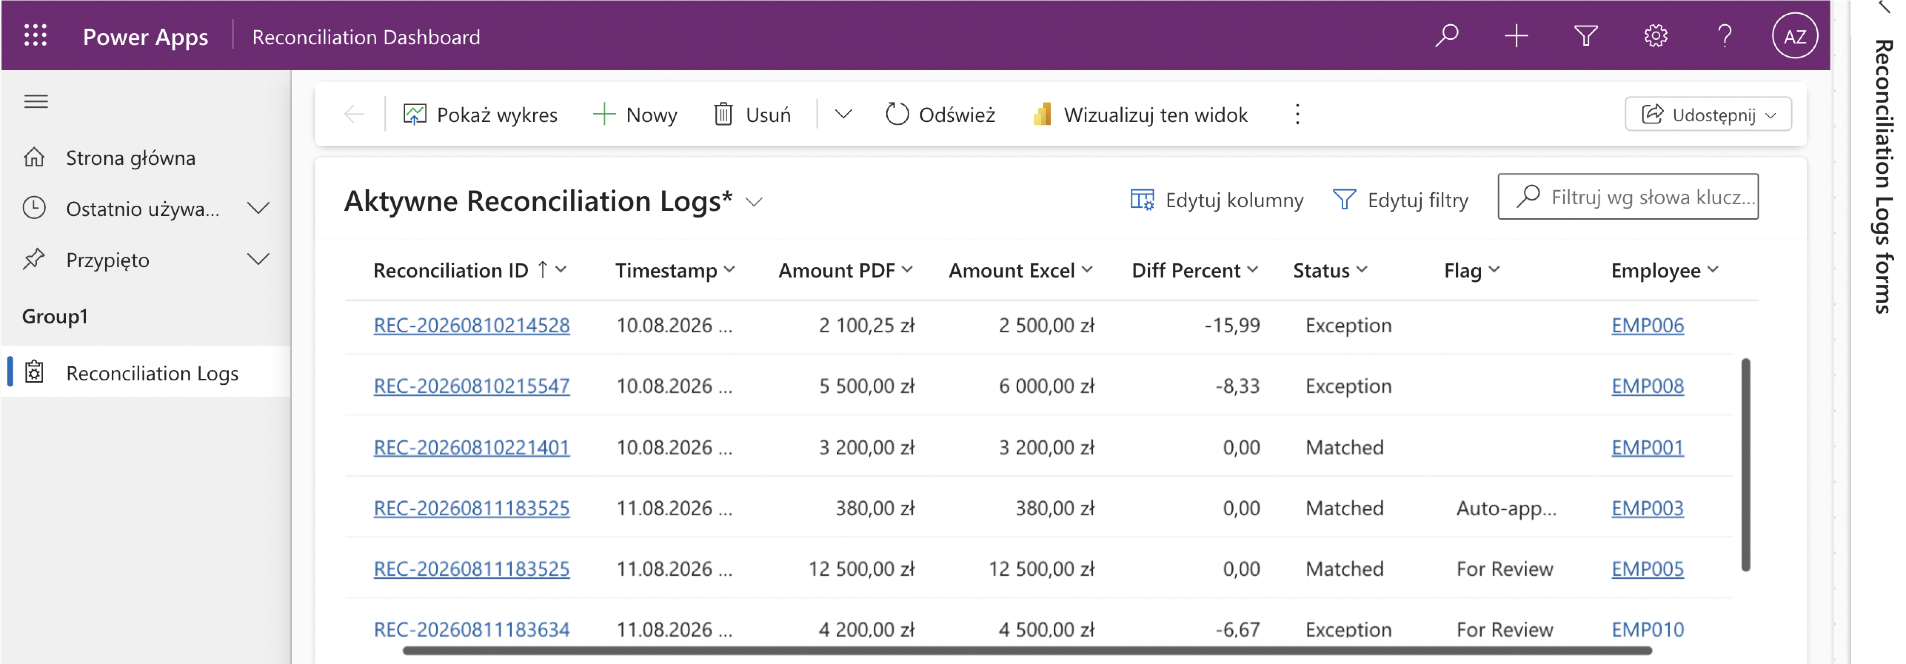 Power Apps
Reconciliation Dashboard
AZ
Pokaż wykres
Nowy
Usuń
Odśwież
Wizualizuj ten widok
Udostępnij
Strona główna
Ostatnio używa...
Przypięto
Group1
Reconciliation Logs
Aktywne Reconciliation Logs*
Edytuj kolumny
Edytuj filtry
Filtruj wg słowa klucz...
Reconciliation ID ↑ Timestamp Amount PDF Amount Excel Diff Percent Status Flag Employee
REC-20260810214528 10.08.2026 ... 2 100,25 zł 2 500,00 zł -15,99 Exception EMP006
REC-20260810215547 10.08.2026 ... 5 500,00 zł 6 000,00 zł -8,33 Exception EMP008
REC-20260810221401 10.08.2026 ... 3 200,00 zł 3 200,00 zł 0,00 Matched EMP001
REC-20260811183525 11.08.2026 ... 380,00 zł 380,00 zł 0,00 Matched Auto-app... EMP003
REC-20260811183525 11.08.2026 ... 12 500,00 zł 12 500,00 zł 0,00 Matched For Review EMP005
REC-20260811183634 11.08.2026 ... 4 200,00 zł 4 500,00 zł -6,67 Exception For Review EMP010
Reconciliation Logs forms